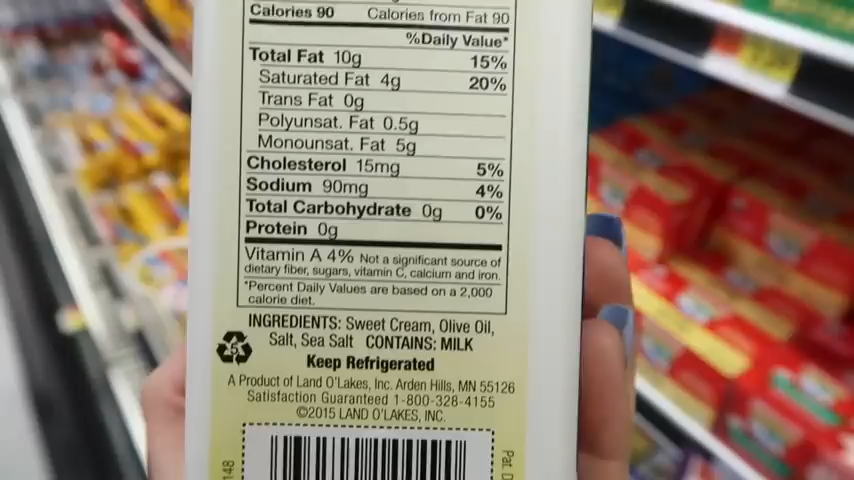 Calories 90 Calories from Fat 90
%Daily Value*
Total Fat 10g 15%
Saturated Fat 4g 20%
Trans Fat 0g
Polyunsat. Fat 0.5g
Monounsat. Fat 5g
Cholesterol 15mg 5%
Sodium 90mg 4%
Total Carbohydrate 0g 0%
Protein 0g
Vitamin A 4% Not a significant source of
dietary fiber, sugars, vitamin C, calcium and iron.
*Percent Daily Values are based on a 2,000
calorie diet.
INGREDIENTS: Sweet Cream, Olive Oil,
Salt, Sea Salt CONTAINS: MILK
5
Keep Refrigerated
A Product of Land O'Lakes, Inc. Arden Hills, MN 55126
Satisfaction Guaranteed 1-800-328-4155
©2015 LAND O'LAKES, INC.
148
Pat. D